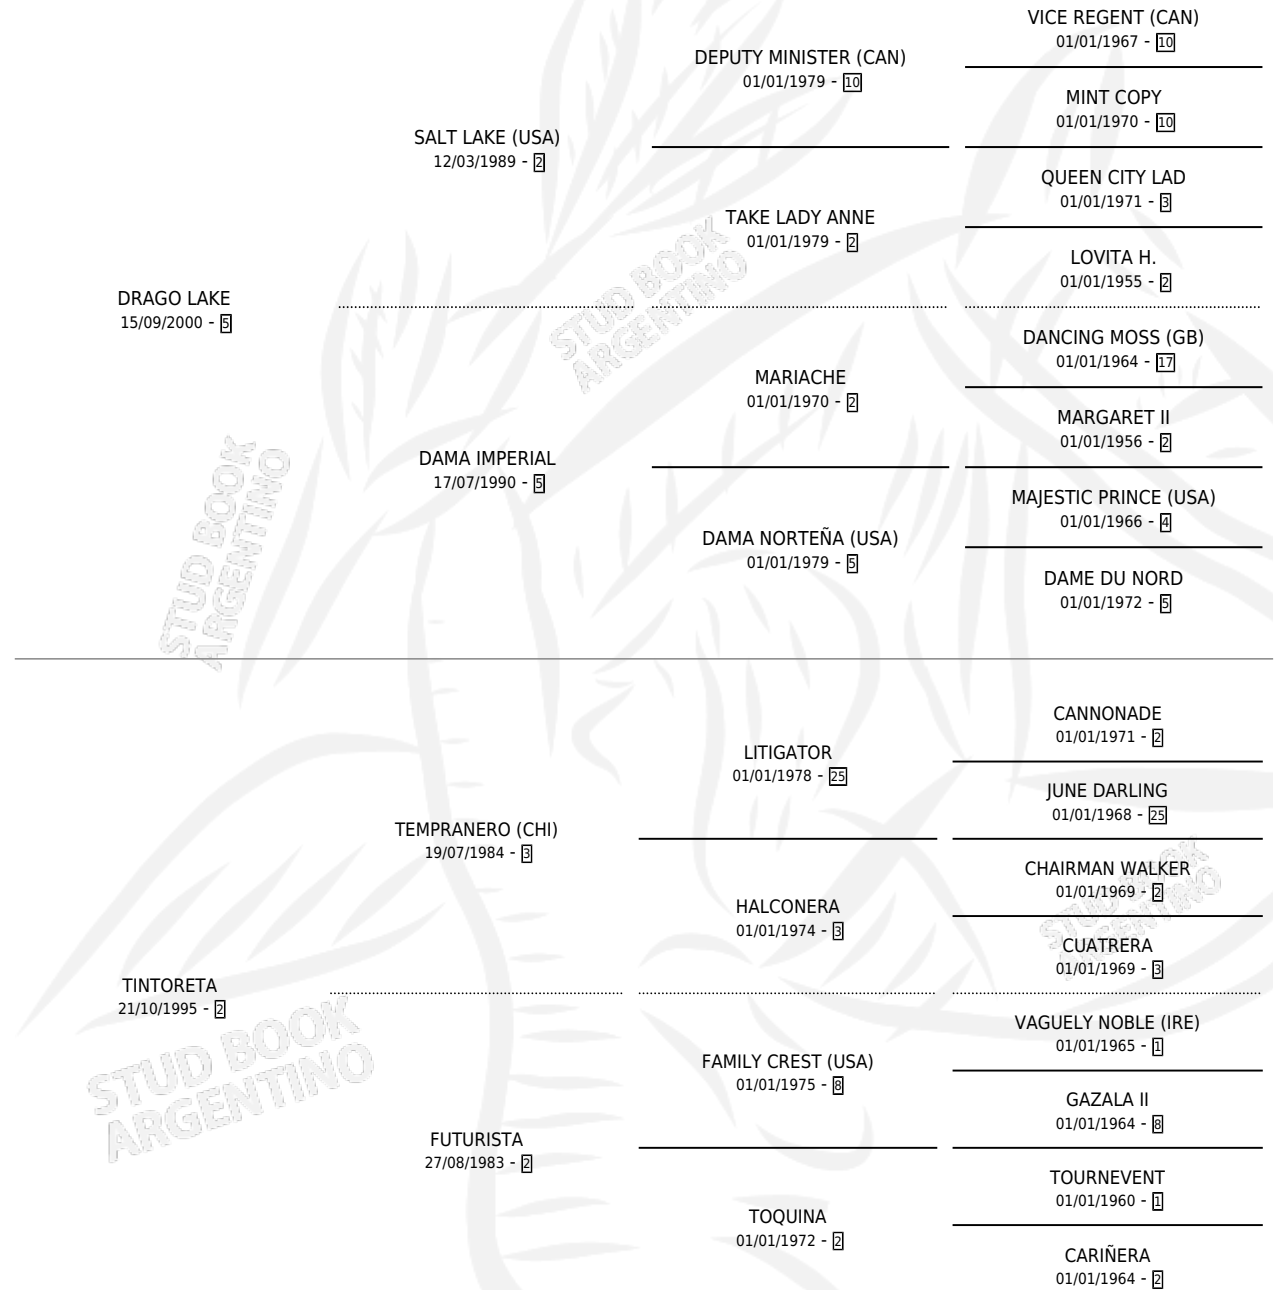 VICE REGENT (CAN)
01/01/1967 - 10
DEPUTY MINISTER (CAN)
01/01/1979 - 10
MINT COPY
01/01/1970 - 10
SALT LAKE (USA)
12/03/1989 - 2
QUEEN CITY LAD
01/01/1971 - 3
TAKE LADY ANNE
01/01/1979 - 2
LOVITA H.
01/01/1955 - 2
DRAGO LAKE
15/09/2000 - 5
STUD BOOK
ARGENTINO
DANCING MOSS (GB)
01/01/1964 - 17
MARIACHE
01/01/1970 - 2
MARGARET II
01/01/1956 - 2
DAMA IMPERIAL
17/07/1990 - 5
MAJESTIC PRINCE (USA)
01/01/1966 - 4
DAMA NORTEÑA (USA)
01/01/1979 - 5
DAME DU NORD
01/01/1972 - 5
STUD BOOK
ARGENTINO
CANNONADE
01/01/1971 - 2
LITIGATOR
01/01/1978 - 25
JUNE DARLING
01/01/1968 - 25
TEMPRANERO (CHI)
19/07/1984 - 3
CHAIRMAN WALKER
01/01/1969 - 2
HALCONERA
01/01/1974 - 3
CUATRERA
01/01/1969 - 3
STUD BOOK
ARGENTINO
TINTORETA
21/10/1995 - 2
VAGUELY NOBLE (IRE)
01/01/1965 - 1
FAMILY CREST (USA)
01/01/1975 - 8
GAZALA II
01/01/1964 - 8
STUD BOOK
ARGENTINO
FUTURISTA
27/08/1983 - 2
TOURNEVENT
01/01/1960 - 1
TOQUINA
01/01/1972 - 2
CARIÑERA
01/01/1964 - 2